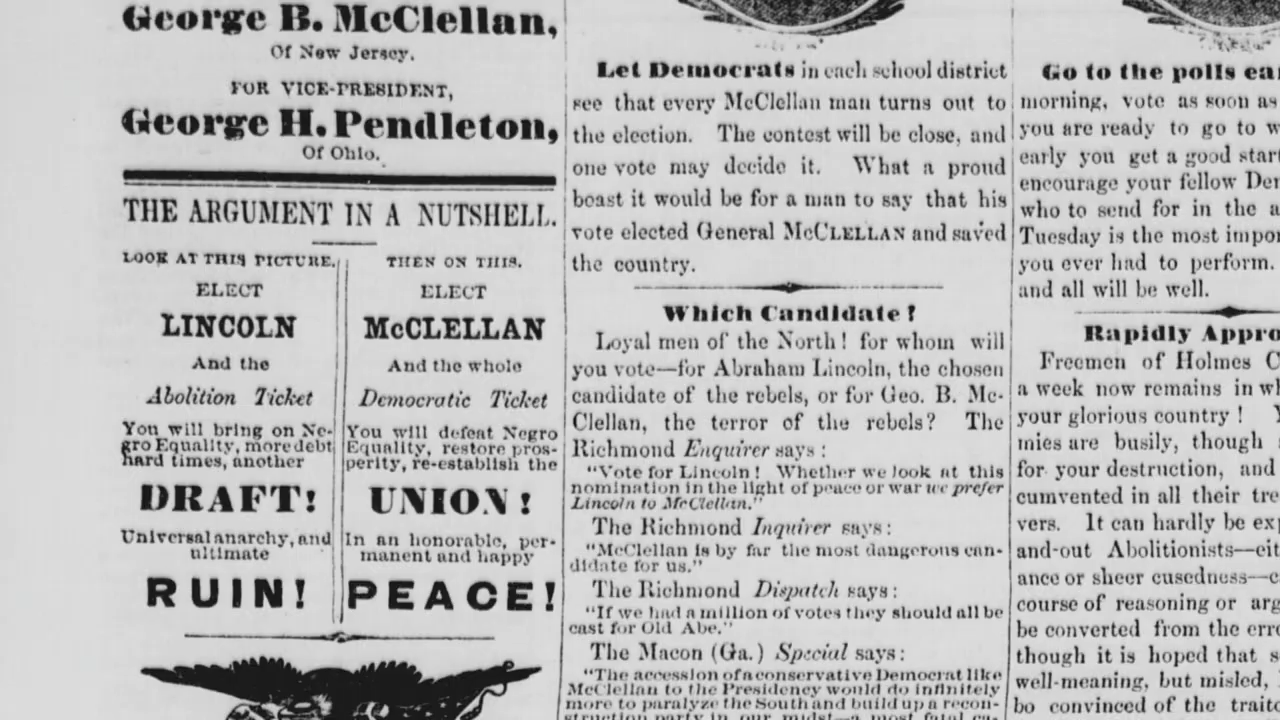 George B. McClellan,
Of New Jersey.
FOR VICE-PRESIDENT,
George H. Pendleton,
Of Ohio.
THE ARGUMENT IN A NUTSHELL.
LOOK AT THIS PICTURE,
ELECT
LINCOLN
And the
Abolition Ticket
You will bring on Ne-
gro Equality, more debt
hard times, another
DRAFT!
Universal anarchy, and
ultimate
RUIN!
THEN ON THIS.
ELECT
McCLELLAN
And the whole
Democratic Ticket
You will defeat Negro
Equality, restore pros-
perity, re-establish the
UNION!
In an honorable, per-
manent and happy
PEACE!
Let Democrats in each school district
see that every McClellan man turns out to
the election. The contest will be close, and
one vote may decide it. What a proud
boast it would be for a man to say that his
vote elected General McCLELLAN and saved
the country.
Which Candidate!
Loyal men of the North! for whom will
you vote—for Abraham Lincoln, the chosen
candidate of the rebels, or for Geo. B. Mc-
Clellan, the terror of the rebels? The
Richmond Enquirer says:
"Vote for Lincoln! Whether we look at this
nomination in the light of peace or war we prefer
Lincoln to McClellan."
The Richmond Inquirer says:
"McClellan is by far the most dangerous can-
didate for us."
The Richmond Dispatch says:
"If we had a million of votes they should all be
cast for Old Abe."
The Macon (Ga.) Special says:
"The accession of a conservative Democrat like
McClellan to the Presidency would do infinitely
more to paralyze the South and build up a recon-
struction party in our midst—a most fatal ca-
Go to the polls ea
morning, vote as soon as
you are ready to go to w
early you get a good star
encourage your fellow De
who to send for in the a
Tuesday is the most impo
you ever had to perform.
and all will be well.
Rapidly Appro
Freemen of Holmes C
a week now remains in w
your glorious country!
mies are busily, though
for your destruction, and
cumvented in all their tre
vers. It can hardly be ex
and-out Abolitionists—eit
ance or sheer cusedness—c
course of reasoning or arg
be converted from the erro
though it is hoped that s
well-meaning, but misled,
bo convinced of the traito